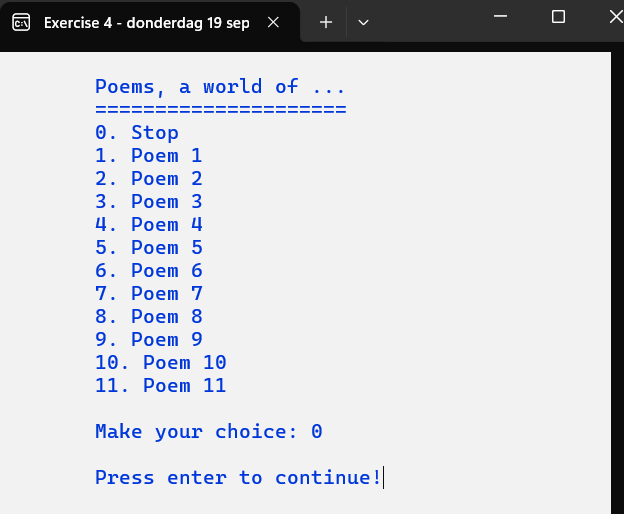 Exercise 4 - donderdag 19 sep
Poems, a world of ...
=====================
0. Stop
1. Poem 1
2. Poem 2
3. Poem 3
4. Poem 4
5. Poem 5
6. Poem 6
7. Poem 7
8. Poem 8
9. Poem 9
10. Poem 10
11. Poem 11
Make your choice: 0
Press enter to continue!